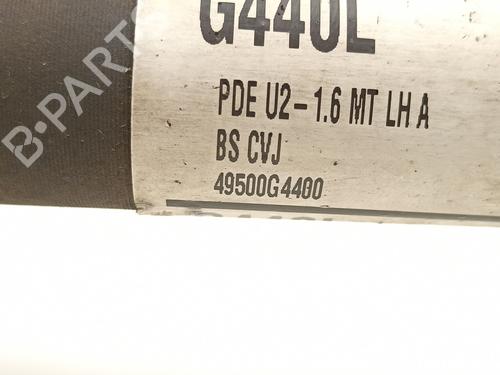 G440L
PDE U2-1.6 MT LH A
BS CVJ
49500G4400
B-PARTS